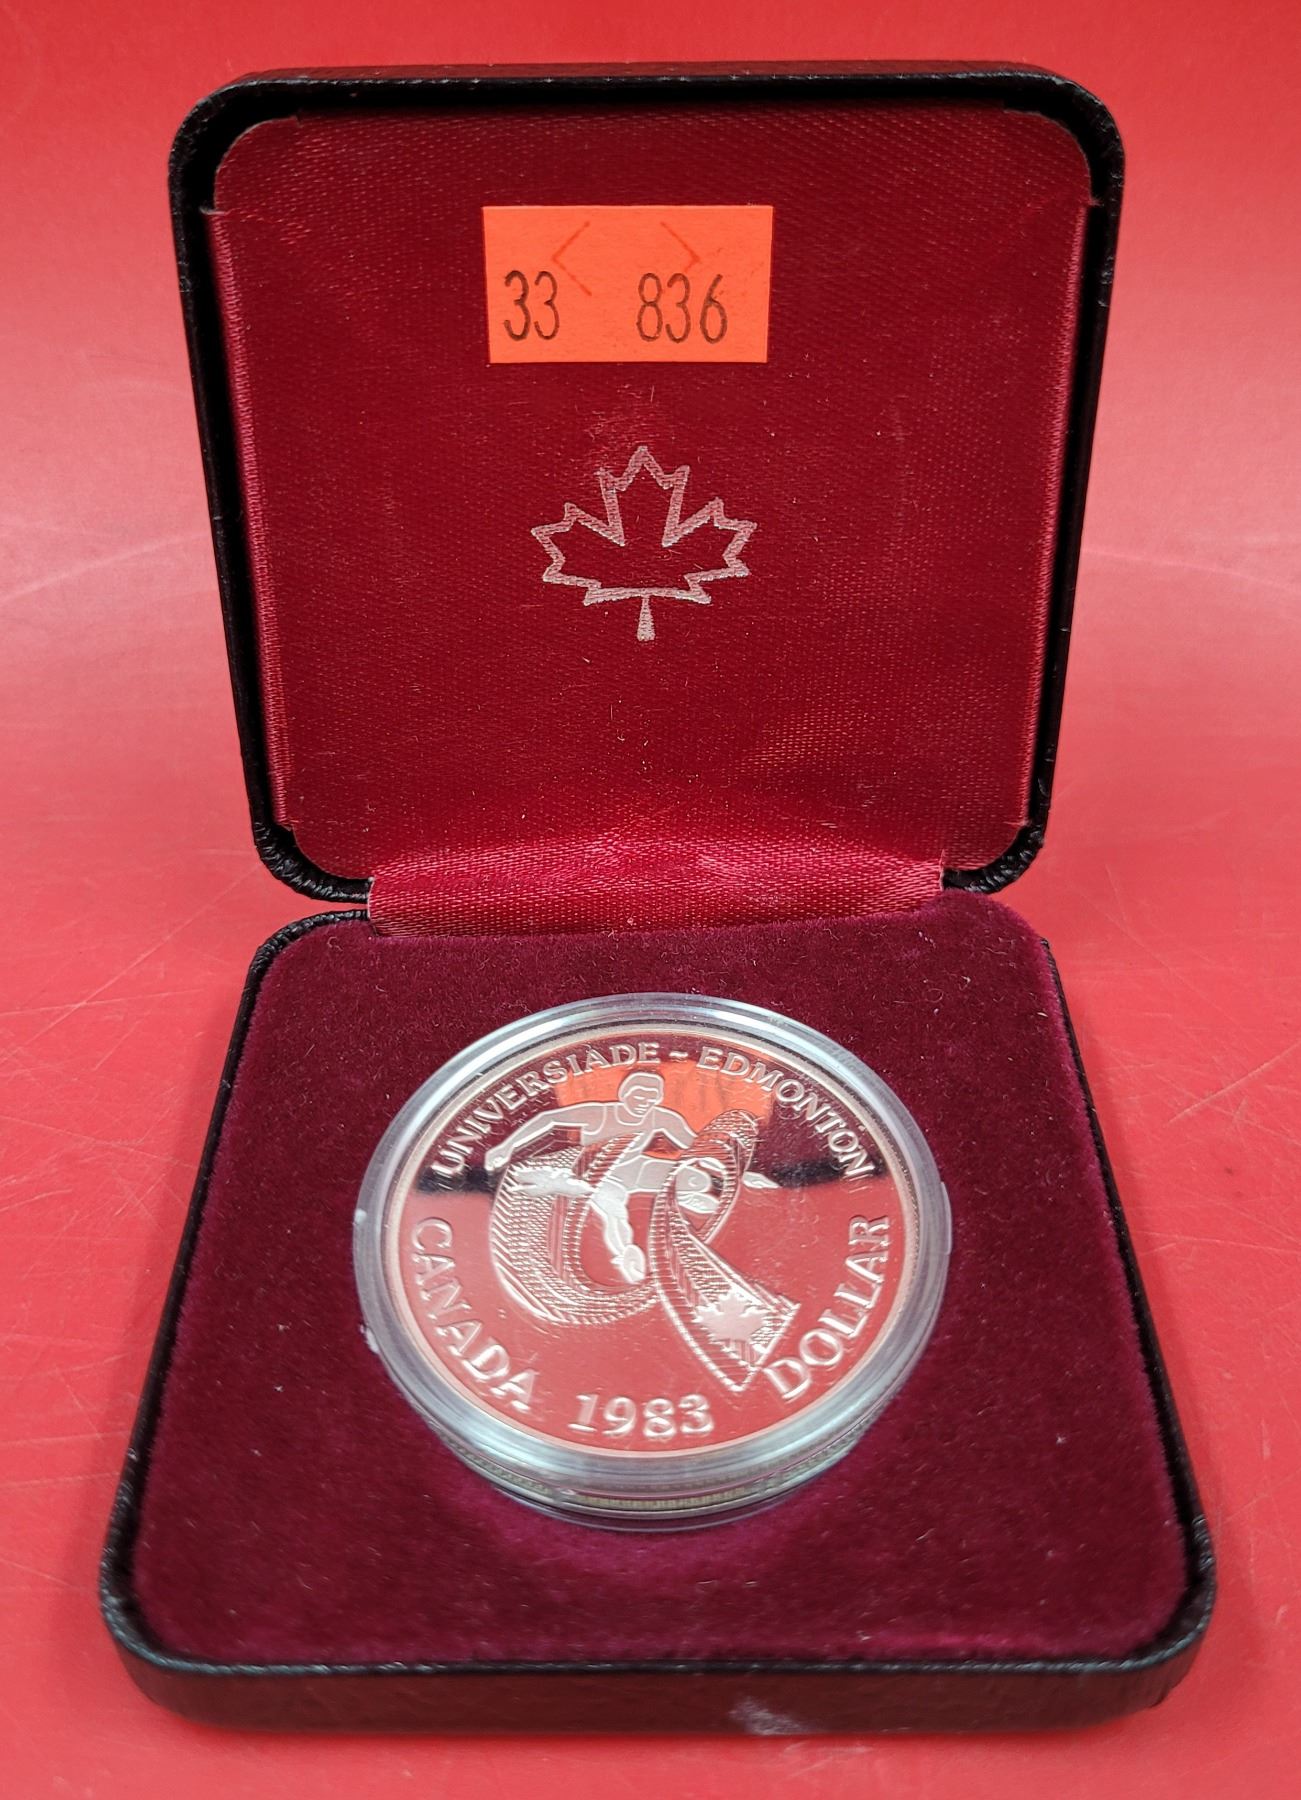 33 836
UNIVERSIADE ~ EDMONTON
CANADA 1983 DOLLAR